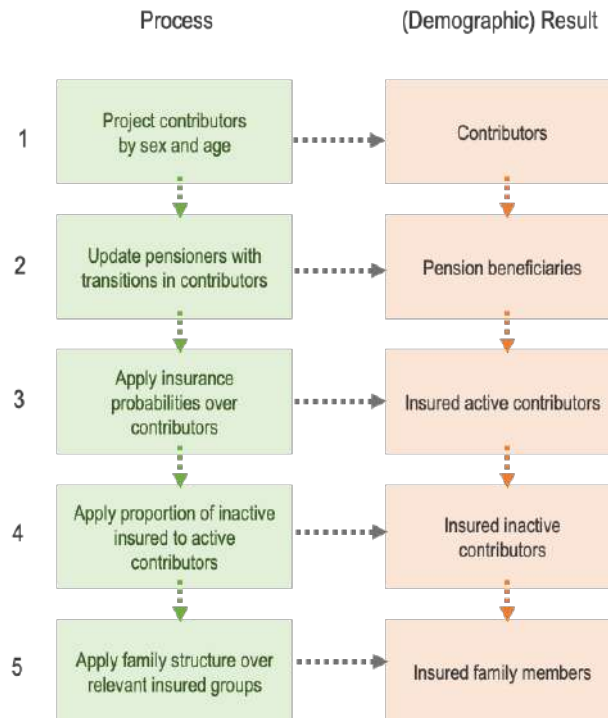 Process
(Demographic) Result
1
Project contributors
by sex and age
Contributors
2
Update pensioners with
transitions in contributors
Pension beneficiaries
3
Apply insurance
probabilities over
contributors
Insured active contributors
4
Apply proportion of inactive
insured to active
contributors
Insured inactive
contributors
5
Apply family structure over
relevant insured groups
Insured family members